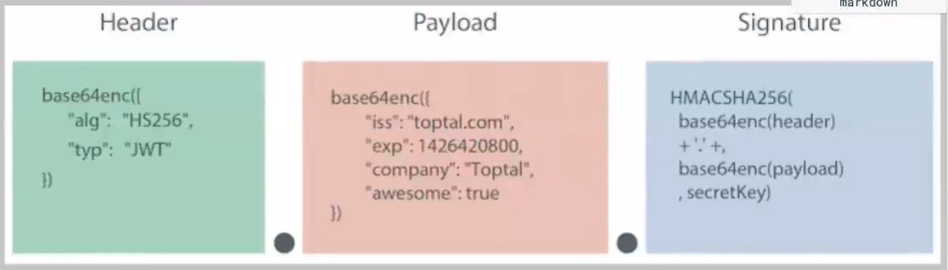 markdown
Header
Payload
Signature
base64enc({
"alg": "HS256",
"typ": "JWT"
})
base64enc({
"iss": "toptal.com",
"exp": 1426420800,
"company": "Toptal",
"awesome": true
})
HMACSHA256(
base64enc(header)
+ '.' +,
base64enc(payload)
, secretKey)